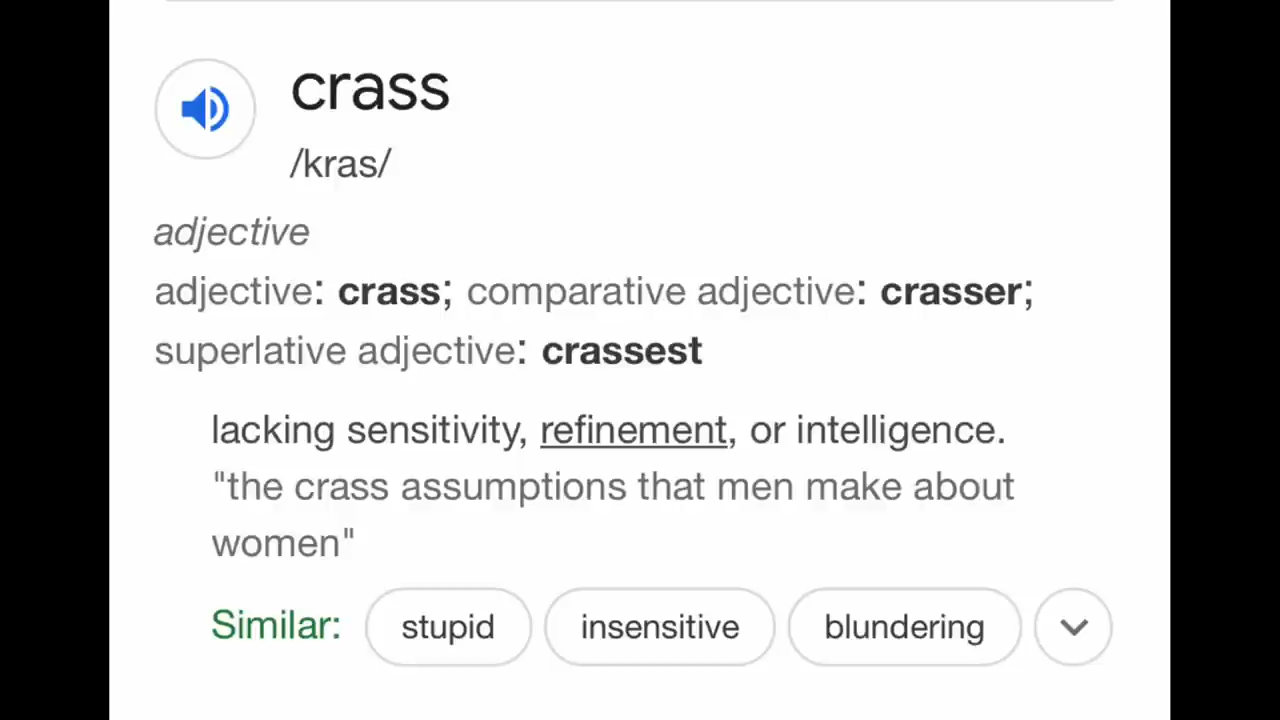 crass
/kras/
adjective
adjective: crass; comparative adjective: crasser;
superlative adjective: crassest
lacking sensitivity, refinement, or intelligence.
"the crass assumptions that men make about
women"
Similar: stupid insensitive blundering